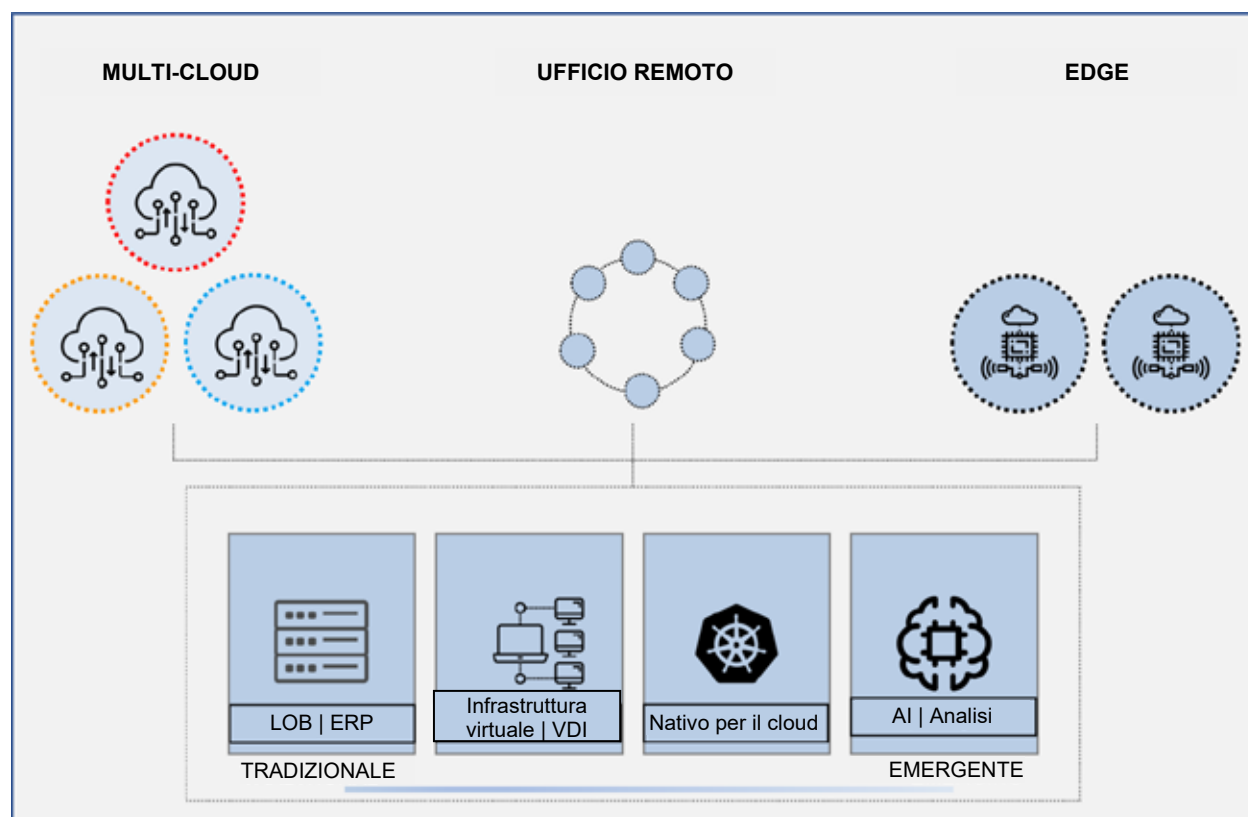 MULTI-CLOUD
UFFICIO REMOTO
EDGE
LOB | ERP
Infrastruttura
virtuale | VDI
Nativo per il cloud
AI | Analisi
TRADIZIONALE
EMERGENTE